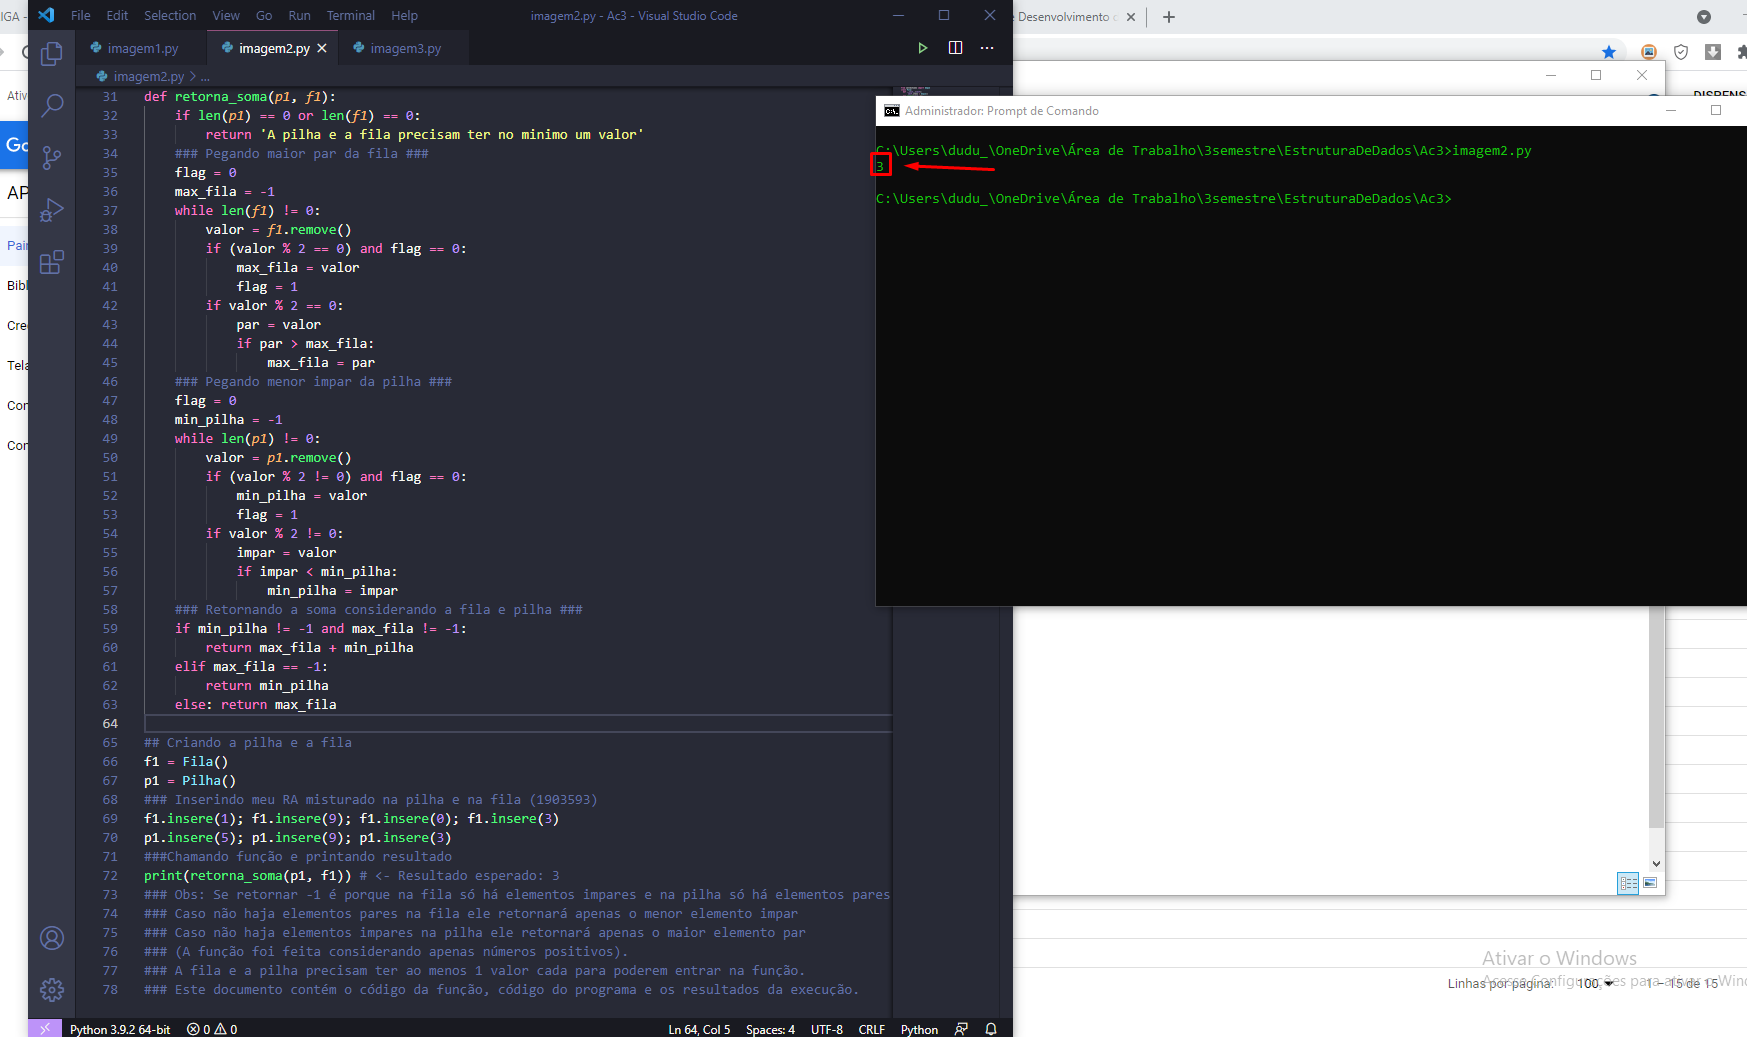 File Edit Selection View Go Run Terminal Help
imagem2.py - Ac3 - Visual Studio Code
Desenvolvimento
imagem1.py
imagem2.py
imagem3.py
imagem2.py > ...
31 def retorna_soma(p1, f1):
32 if len(p1) == 0 or len(f1) == 0:
33 return 'A pilha e a fila precisam ter no minimo um valor'
34 ### Pegando maior par da fila ###
35 flag = 0
36 max_fila = -1
37 while len(f1) != 0:
38 valor = f1.remove()
39 if (valor % 2 == 0) and flag == 0:
40 max_fila = valor
41 flag = 1
42 if valor % 2 == 0:
43 par = valor
44 if par > max_fila:
45 max_fila = par
46 ### Pegando menor impar da pilha ###
47 flag = 0
48 min_pilha = -1
49 while len(p1) != 0:
50 valor = p1.remove()
51 if (valor % 2 != 0) and flag == 0:
52 min_pilha = valor
53 flag = 1
54 if valor % 2 != 0:
55 impar = valor
56 if impar < min_pilha:
57 min_pilha = impar
58 ### Retornando a soma considerando a fila e pilha ###
59 if min_pilha != -1 and max_fila != -1:
60 return max_fila + min_pilha
61 elif max_fila == -1:
62 return min_pilha
63 else: return max_fila
64
65 ## Criando a pilha e a fila
66 f1 = Fila()
67 p1 = Pilha()
68 ### Inserindo meu RA misturado na pilha e na fila (1903593)
69 f1.insere(1); f1.insere(9); f1.insere(0); f1.insere(3)
70 p1.insere(5); p1.insere(9); p1.insere(3)
71 ###Chamando função e printando resultado
72 print(retorna_soma(p1, f1)) # <- Resultado esperado: 3
73 ### Obs: Se retornar -1 é porque na fila só há elementos impares e na pilha só há elementos pares
74 ### Caso não haja elementos pares na fila ele retornará apenas o menor elemento impar
75 ### Caso não haja elementos impares na pilha ele retornará apenas o maior elemento par
76 ### (A função foi feita considerando apenas números positivos).
77 ### A fila e a pilha precisam ter ao menos 1 valor cada para poderem entrar na função.
78 ### Este documento contém o código da função, código do programa e os resultados da execução.
Python 3.9.2 64-bit 0 0
Ln 64, Col 5 Spaces: 4 UTF-8 CRLF Python
Administrador: Prompt de Comando
C:\Users\dudu_\OneDrive\Área de Trabalho\3semestre\EstruturaDeDados\Ac3>imagem2.py
3
C:\Users\dudu_\OneDrive\Área de Trabalho\3semestre\EstruturaDeDados\Ac3>
Ativar o Windows
Acesse Configurações para ativar o Win
Linhas por página: 100 1 – 15 de 15